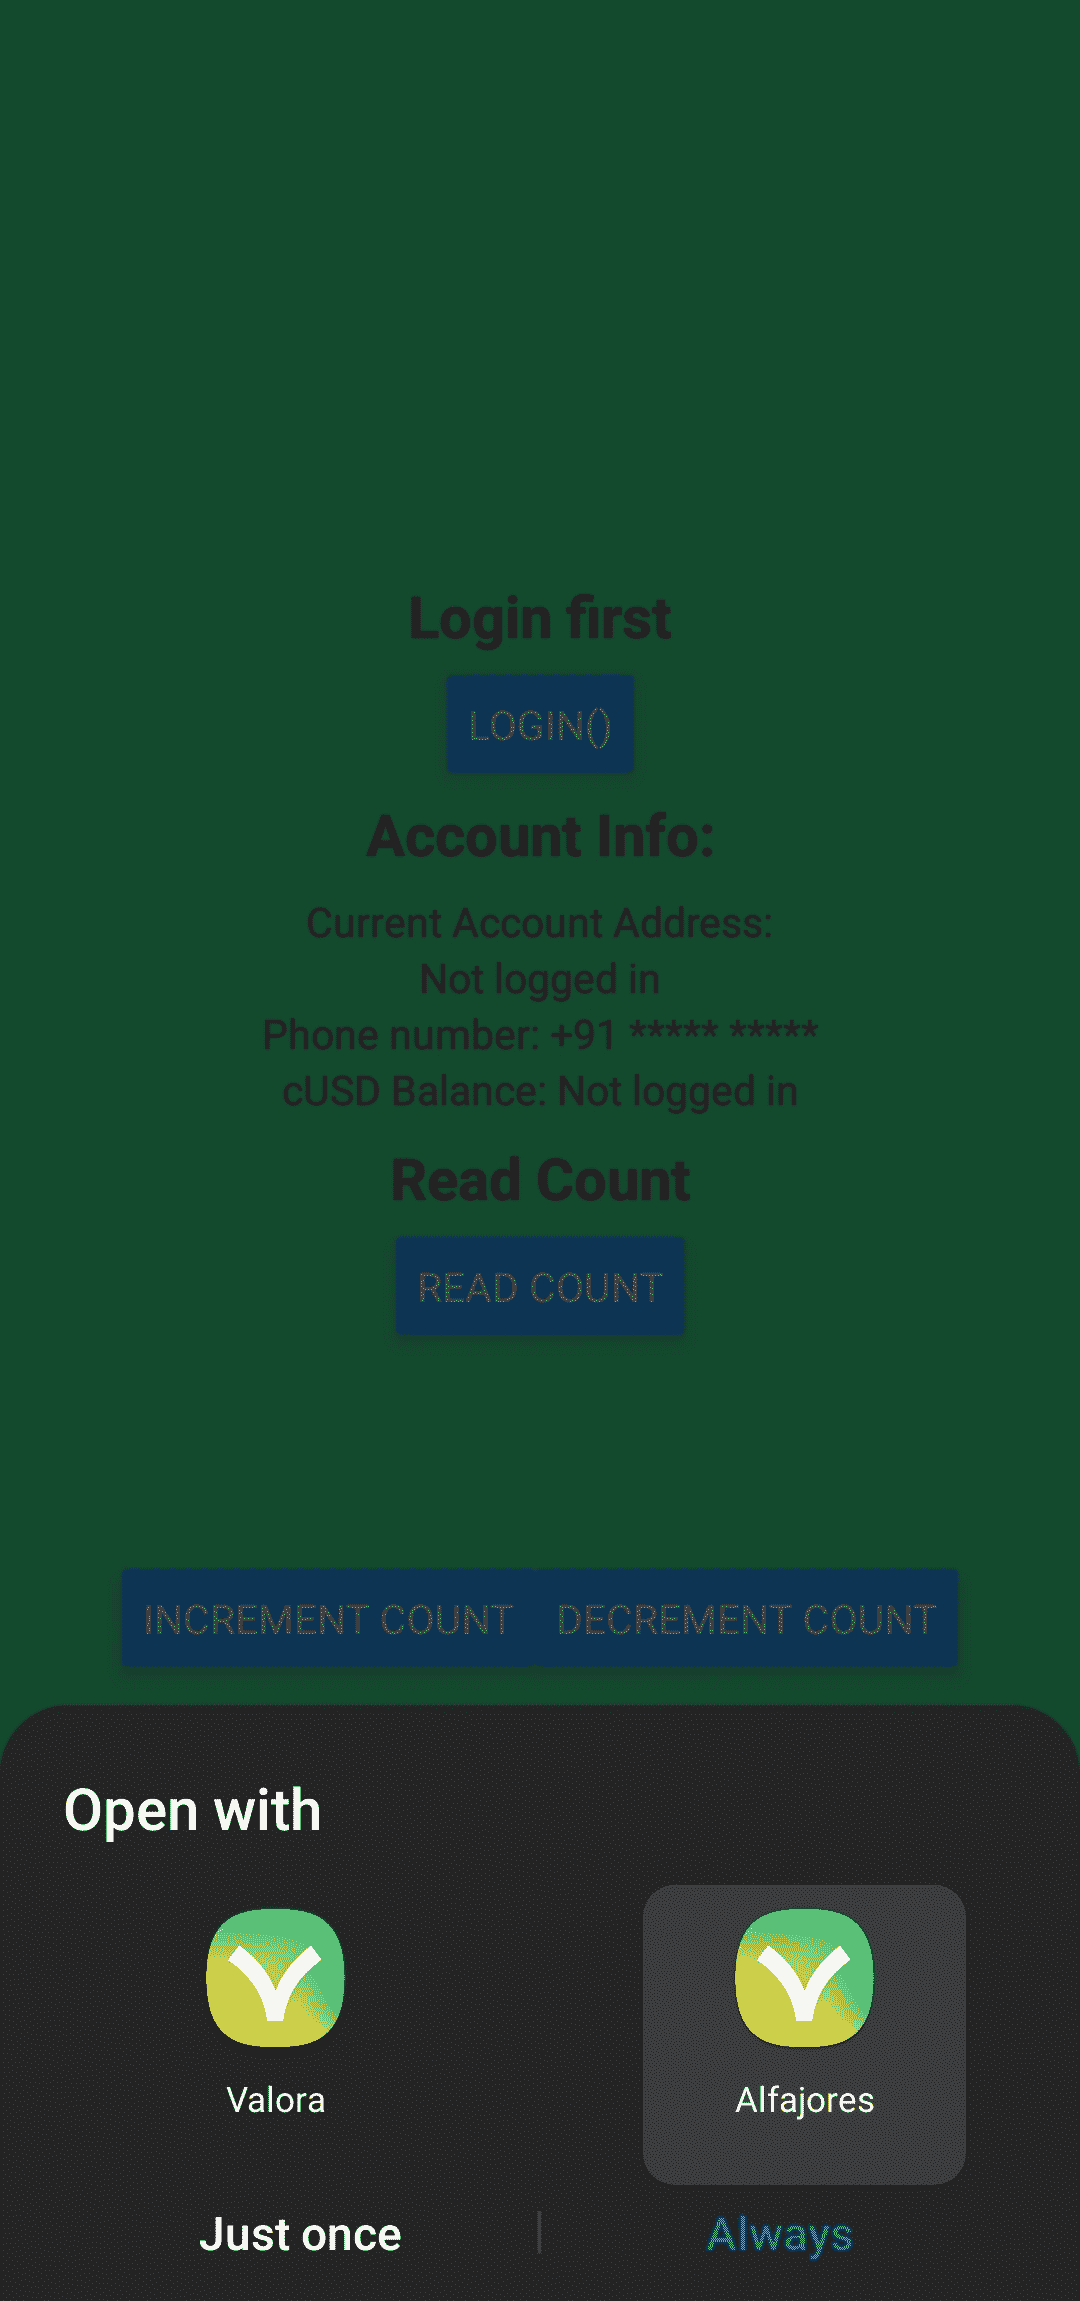 Login first
LOGIN()
Account Info:
Current Account Address:
Not logged in
Phone number: +91 ***** *****
cUSD Balance: Not logged in
Read Count
READ COUNT
INCREMENT COUNT DECREMENT COUNT
Open with
Valora Alfajores
Just once Always